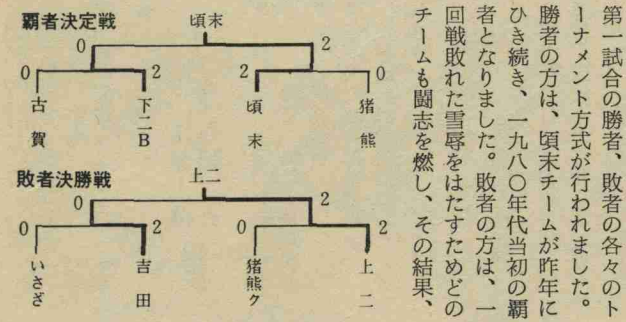 第一試合の勝者、敗者の各々のト
ーナメント方式が行われました。
勝者の方は、頃末チームが昨年に
ひき続き、一九八〇年代当初の覇
者となりました。敗者の方は、一
回戦敗れた雪辱をはたすためどの
チームも闘志を燃し、その結果、
覇者決定戦
頃末
0
2
0
2
2
0
古賀
下二B
頃末
猪熊
敗者決勝戦
上二
0
2
0
2
0
2
いさざ
吉田
猪熊ク
上二